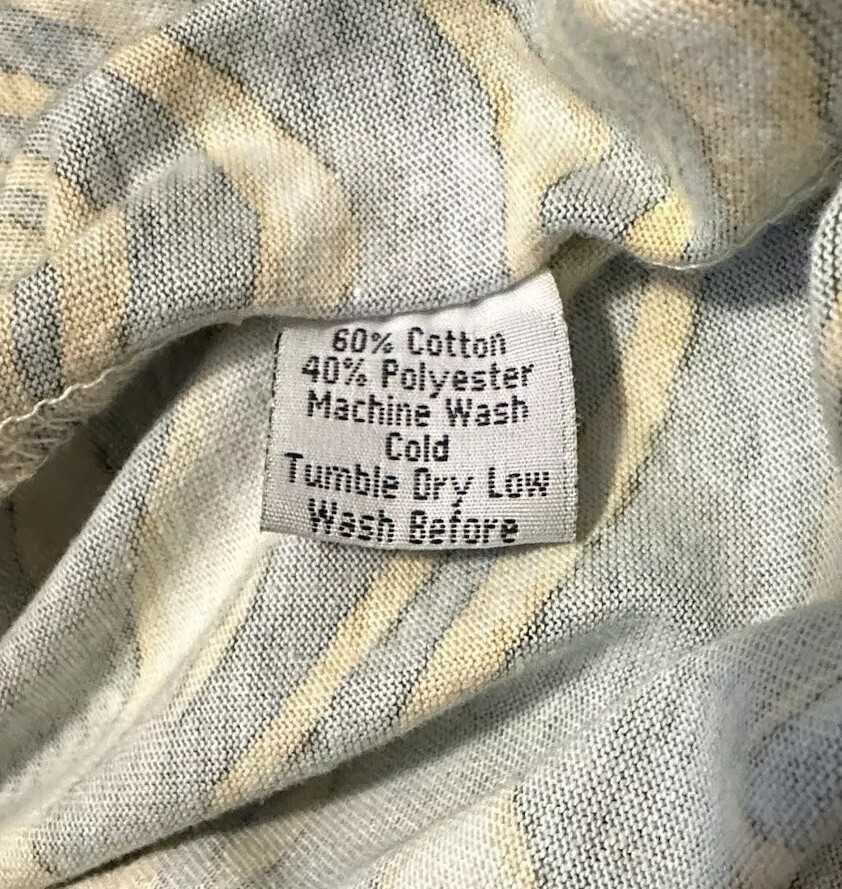 60% Cotton
40% Polyester
Machine Wash
Cold
Tumble Dry Low
Wash Before